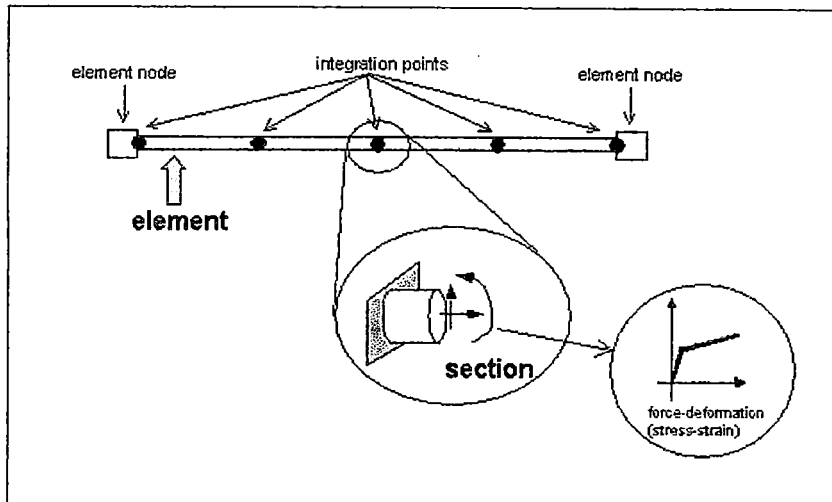 integration points
element node
element node
element
section
force-deformation
(stress-strain)